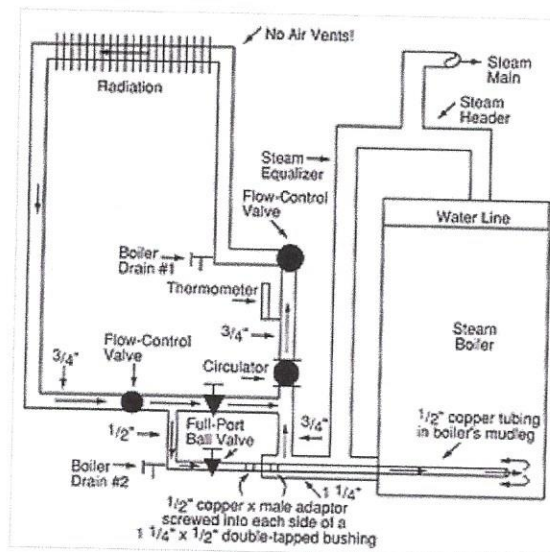 No Air Vents!
Radiation
Steam
Main
Steam
Header
Steam
Equalizer
Flow-Control
Valve
Water Line
Boiler
Drain #1
Thermometer
3/4"
Steam
Boiler
Flow-Control
Valve
3/4"
Circulator
1/2"
Full-Port
Ball Valve
3/4"
1/2" copper tubing
in boiler's mudleg
Boiler
Drain #2
1 1/4"
1/2" copper x male adaptor
screwed into each side of a
1 1/4" x 1/2" double-tapped bushing